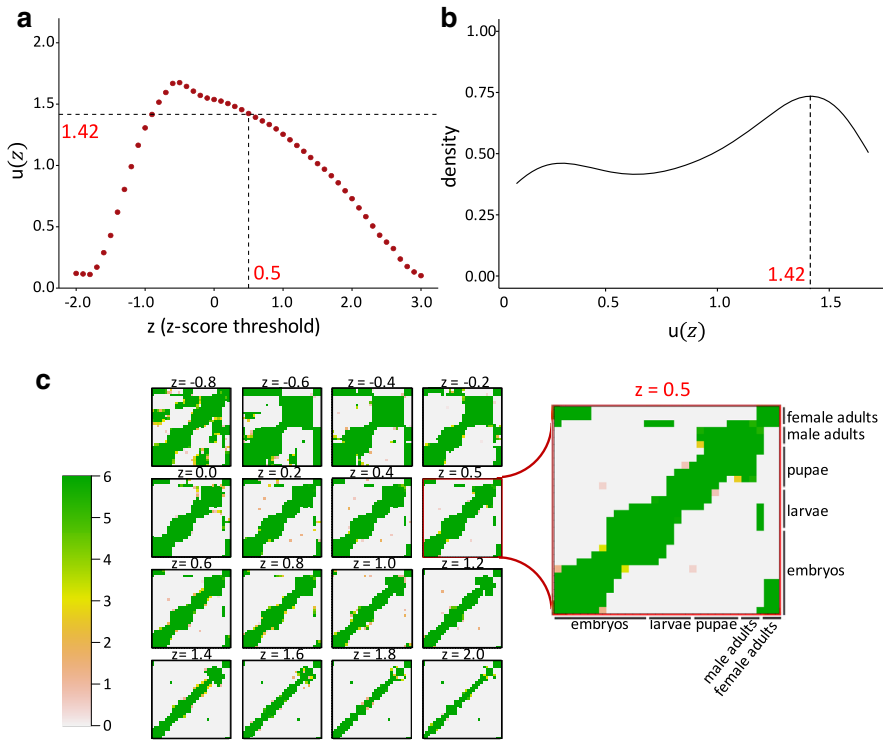 a
2.0
1.5
1.42
u(z)
1.0
0.5
0.0
0.5
-2.0 -1.0 0 1.0 2.0 3.0
z (z-score threshold)
b
1.00
0.75
density
0.50
0.25
0.00
1.42
0 0.5 1.0 1.5
u(z)
c
z= -0.8 z = -0.6 z = -0.4 z = -0.2
z= 0.0 z = 0.2 z = 0.4 z = 0.5
z = 0.6 z = 0.8 z = 1.0 z = 1.2
z = 1.4 z = 1.6 z = 1.8 z = 2.0
6
5
4
3
2
1
0
z = 0.5
female adults
male adults
pupae
larvae
embryos
embryos larvae pupae male adults female adults